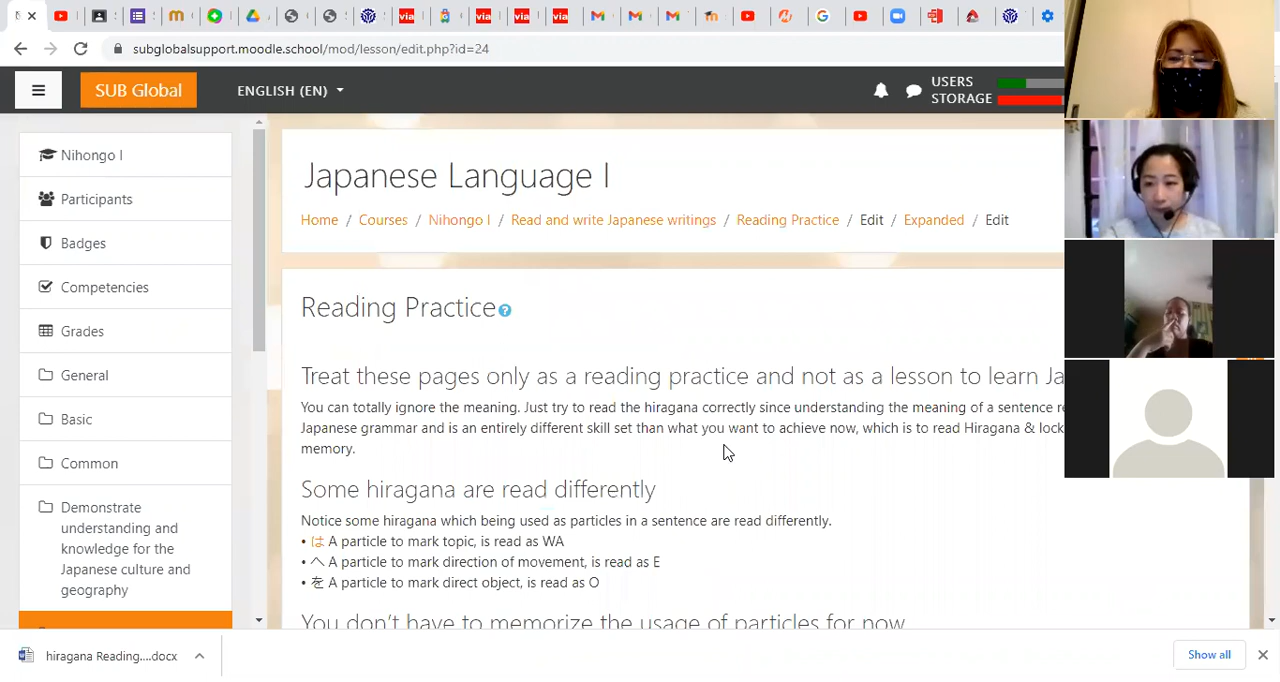 subglobalsupport.moodle.school/mod/lesson/edit.php?id=24
SUB Global
ENGLISH (EN)
USERS
STORAGE
Nihongo I
Participants
Badges
Competencies
Grades
General
Basic
Common
Demonstrate
understanding and
knowledge for the
Japanese culture and
geography
Japanese Language I
Home / Courses / Nihongo I / Read and write Japanese writings / Reading Practice / Edit / Expanded / Edit
Reading Practice
Treat these pages only as a reading practice and not as a lesson to learn
You can totally ignore the meaning. Just try to read the hiragana correctly since understanding the meaning of a sentence
Japanese grammar and is an entirely different skill set than what you want to achieve now, which is to read Hiragana & lock
memory.
Some hiragana are read differently
Notice some hiragana which being used as particles in a sentence are read differently.
• は A particle to mark topic, is read as WA
• へ A particle to mark direction of movement, is read as E
• を A particle to mark direct object, is read as O
You don't have to memorize the usage of particles for now
hiragana Reading....docx
Show all